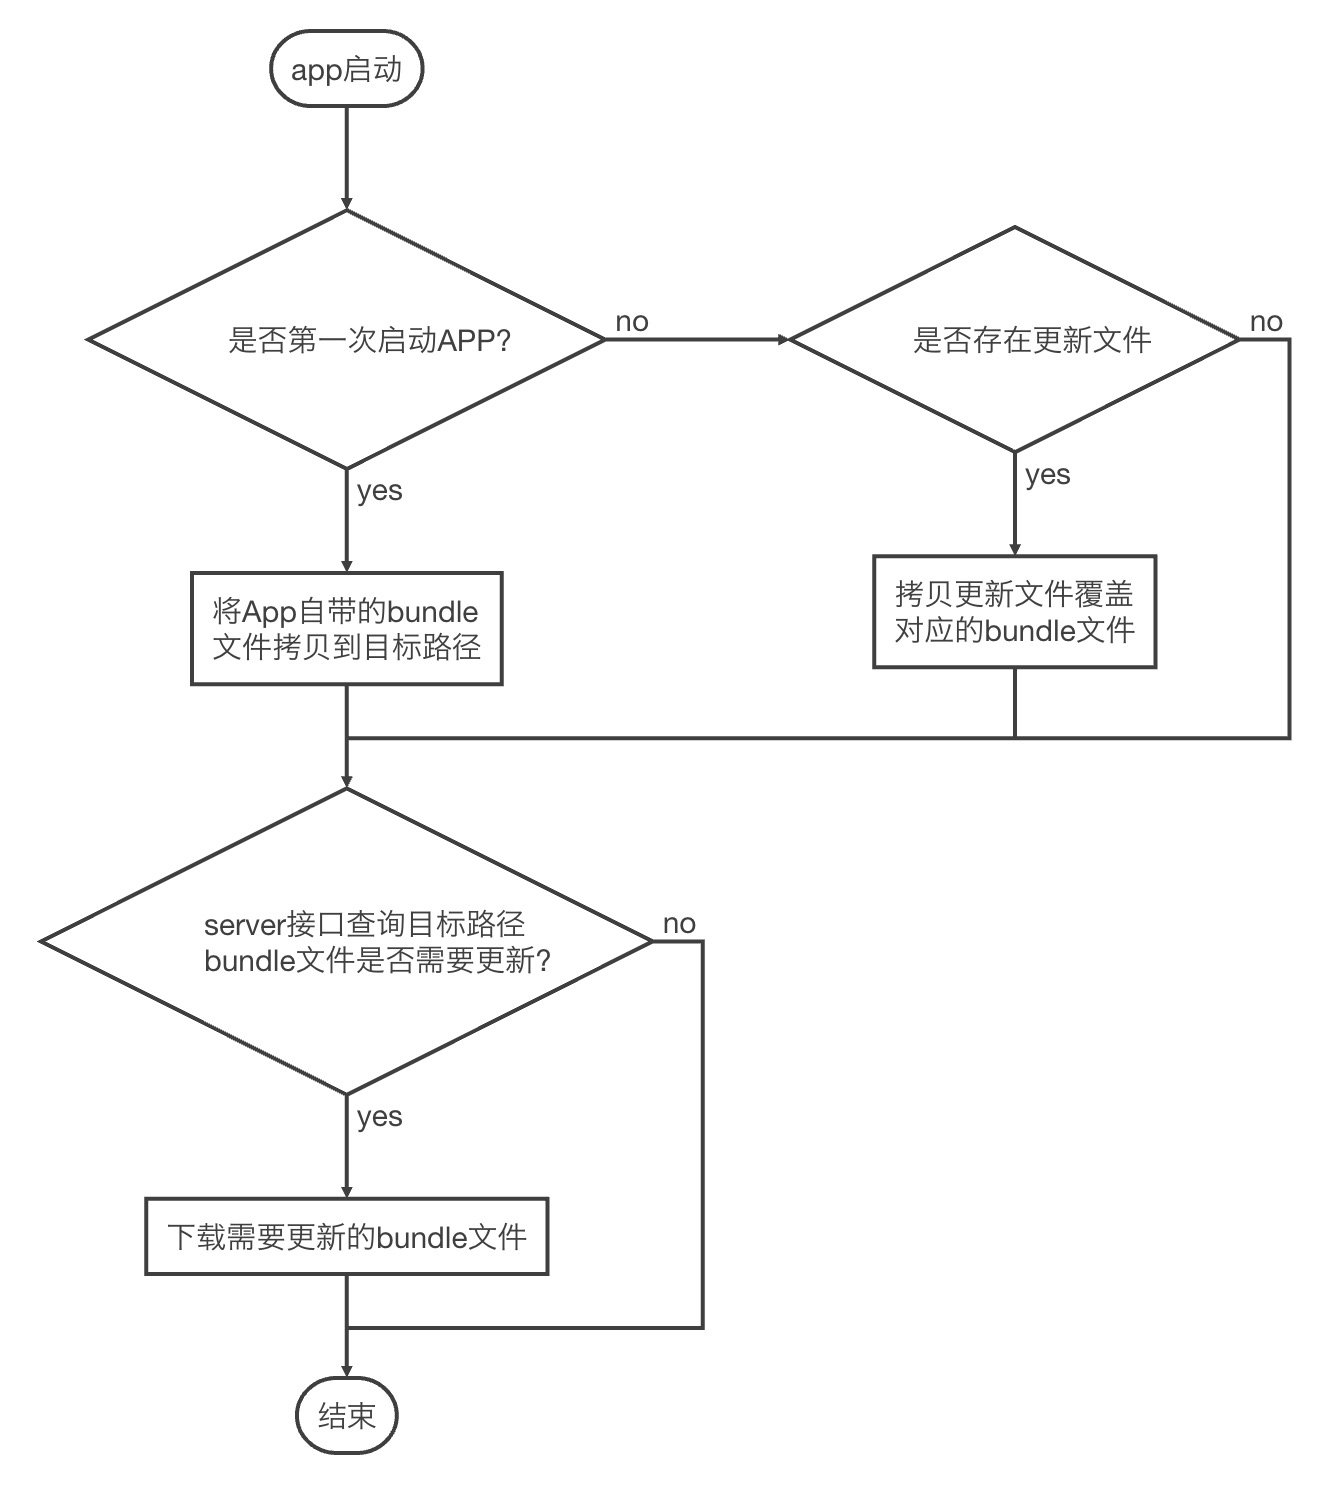 app启动
是否第一次启动APP?
no
是否存在更新文件
no
yes
yes
将App自带的bundle
文件拷贝到目标路径
拷贝更新文件覆盖
对应的bundle文件
server接口查询目标路径
bundle文件是否需要更新?
no
yes
下载需要更新的bundle文件
结束